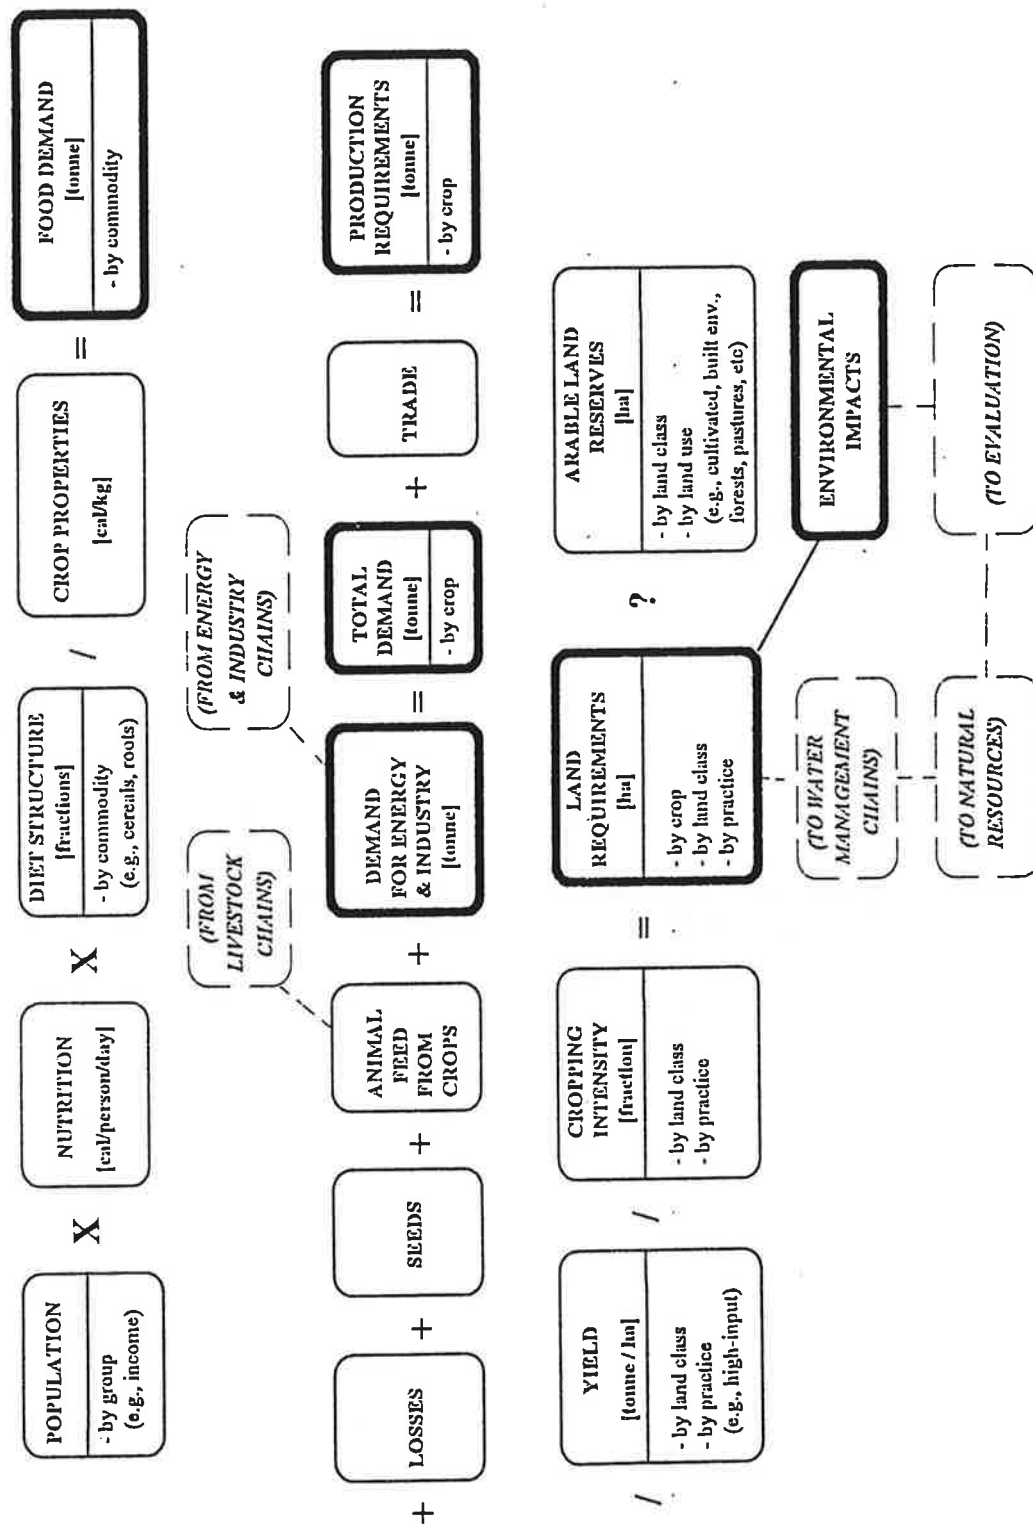 POPULATION
- by group
(e.g., income)
X
NUTRITION
[cal/person/day]
X
DIET STRUCTURE
[fractions]
- by commodity
(e.g., cereals, roots)
/
CROP PROPERTIES
[cal/kg]
=
FOOD DEMAND
[tonne]
- by commodity
(FROM
LIVESTOCK
CHAINS)
(FROM ENERGY
& INDUSTRY
CHAINS)
+
LOSSES
+
SEEDS
+
ANIMAL
FEED
FROM
CROPS
+
DEMAND
FOR ENERGY
& INDUSTRY
[tonne]
=
TOTAL
DEMAND
[tonne]
- by crop
+
TRADE
=
PRODUCTION
REQUIREMENTS
[tonne]
- by crop
/
YIELD
[tonne / ha]
- by land class
- by practice
(e.g., high-input)
/
CROPPING
INTENSITY
[fraction]
- by land class
- by practice
=
LAND
REQUIREMENTS
[ha]
- by crop
- by land class
- by practice
?
ARABLE LAND
RESERVES
[ha]
- by land class
- by land use
(e.g., cultivated, built env.,
forests, pastures, etc)
(TO WATER
MANAGEMENT
CHAINS)
ENVIRONMENTAL
IMPACTS
(TO NATURAL
RESOURCES)
(TO EVALUATION)